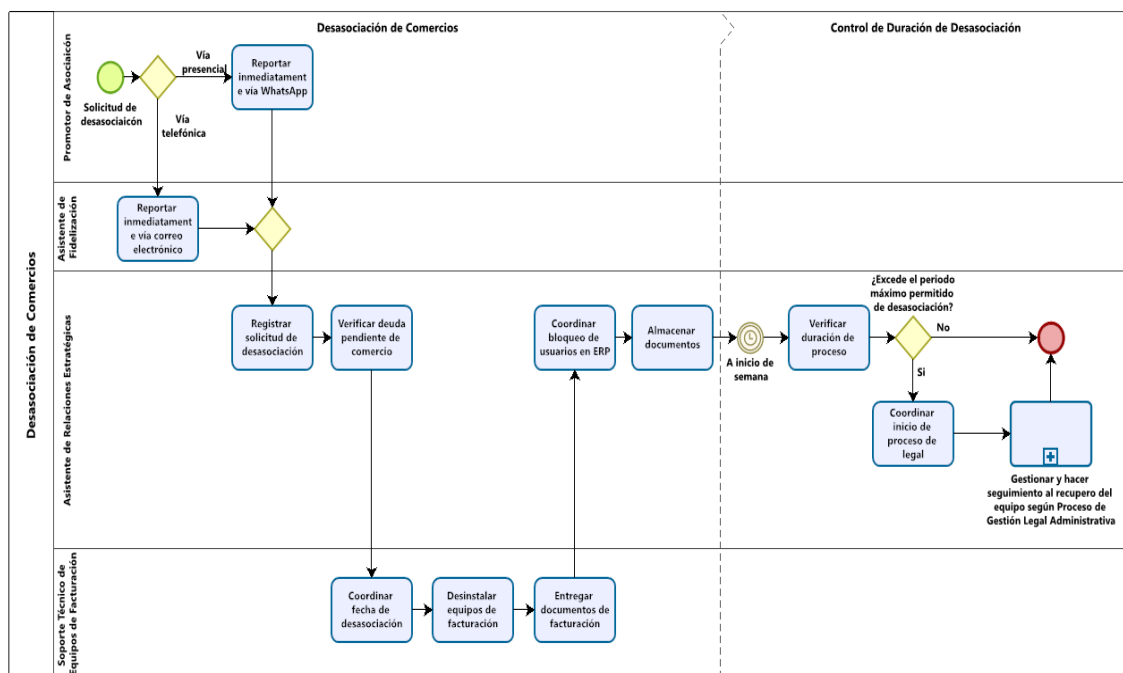 Desasociación de Comercios
Desasociación de Comercios
Control de Duración de Desasociación
Promotor de Asociaicón
Solicitud de
desasociaicón
Vía
presencial
Vía
telefónica
Reportar
inmediatament
e vía WhatsApp
Asistente de
Fidelización
Reportar
inmediatament
e vía correo
electrónico
Asistente de Relaciones Estratégicas
Registrar
solicitud de
desasociación
Verificar deuda
pendiente de
comercio
Coordinar
bloqueo de
usuarios en ERP
Almacenar
documentos
A inicio de
semana
Verificar
duración de
proceso
¿Excede el periodo
máximo permitido
de desasociación?
No
Si
Coordinar
inicio de
proceso de
legal
Gestionar y hacer
seguimiento al recupero del
equipo según Proceso de
Gestión Legal Administrativa
Soporte Técnico de
Equipos de Facturación
Coordinar
fecha de
desasociación
Desinstalar
equipos de
facturación
Entregar
documentos de
facturación